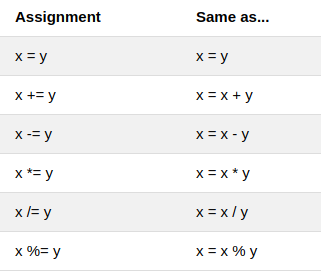 Assignment Same as...
x = y x = y
x += y x = x + y
x -= y x = x - y
x *= y x = x * y
x /= y x = x / y
x %= y x = x % y